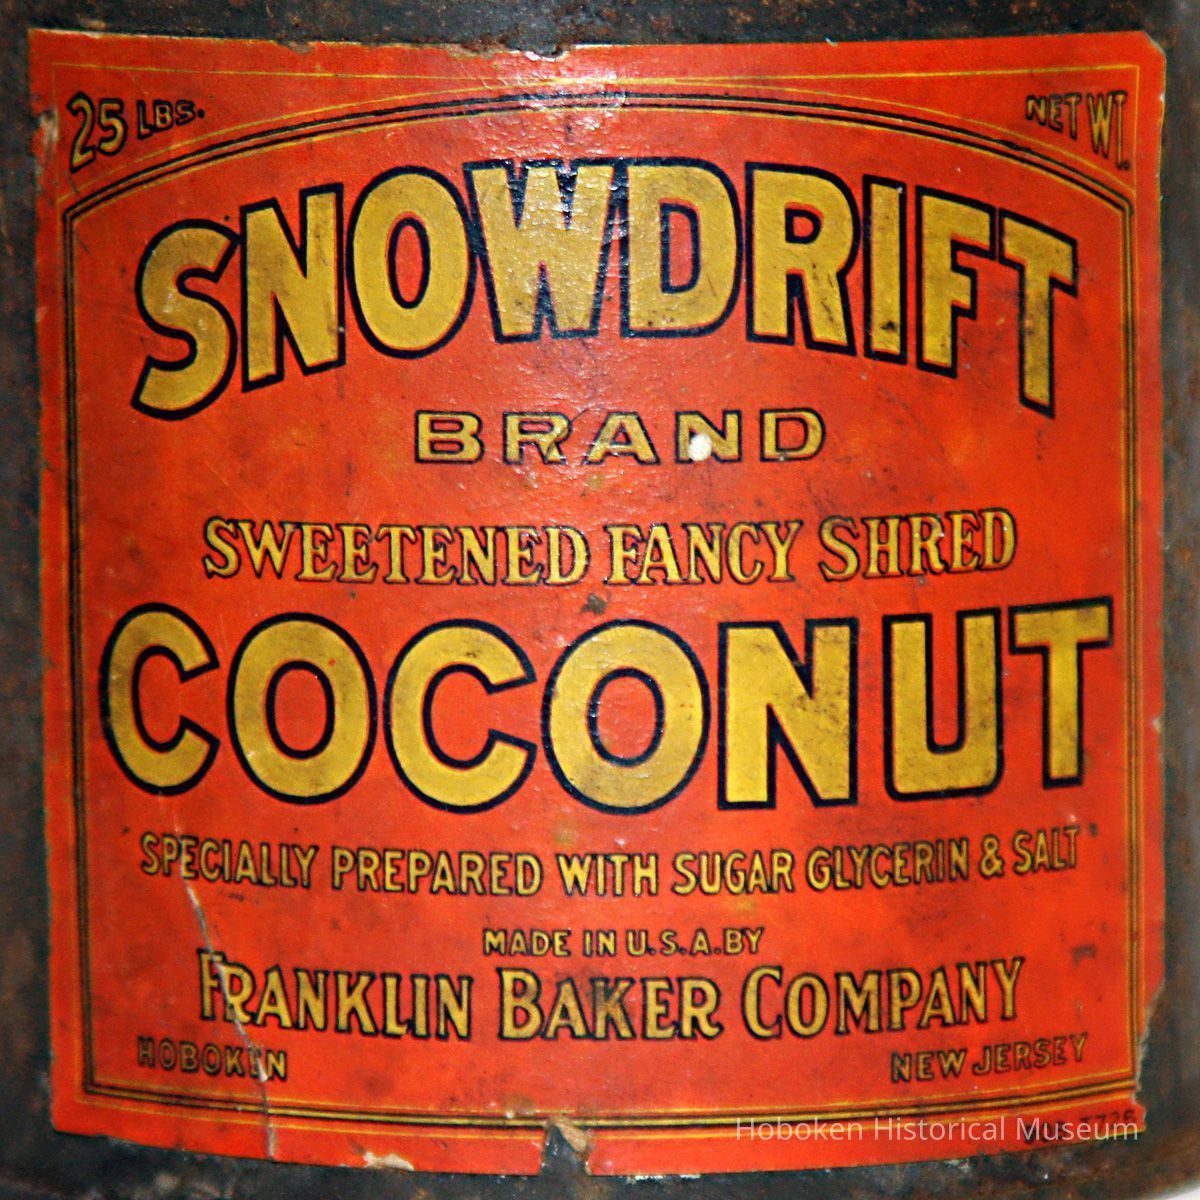 25 LBS. NET WT.
SNOWDRIFT
BRAND
SWEETENED FANCY SHRED
COCONUT
SPECIALLY PREPARED WITH SUGAR GLYCERIN & SALT
MADE IN U.S.A. BY
FRANKLIN BAKER COMPANY
HOBOKEN NEW JERSEY
Hoboken Historical Museum